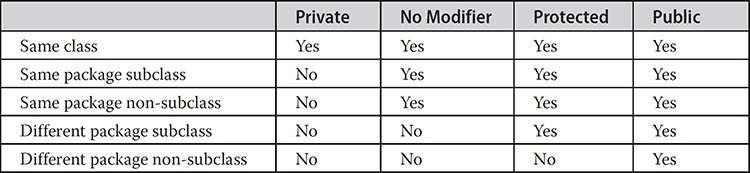 Private No Modifier Protected Public
Same class Yes Yes Yes Yes
Same package subclass No Yes Yes Yes
Same package non-subclass No Yes Yes Yes
Different package subclass No No Yes Yes
Different package non-subclass No No No Yes